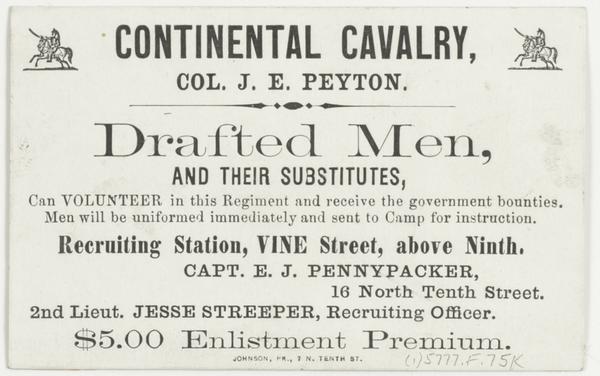 CONTINENTAL CAVALRY,
COL. J. E. PEYTON.
Drafted Men,
AND THEIR SUBSTITUTES,
Can VOLUNTEER in this Regiment and receive the government bounties.
Men will be uniformed immediately and sent to Camp for instruction.
Recruiting Station, VINE Street, above Ninth.
CAPT. E. J. PENNYPACKER,
16 North Tenth Street.
2nd Lieut. JESSE STREEPER, Recruiting Officer.
$5.00 Enlistment Premium.
JOHNSON, PR., 7 N. TENTH ST.
(1)5777.F.75K